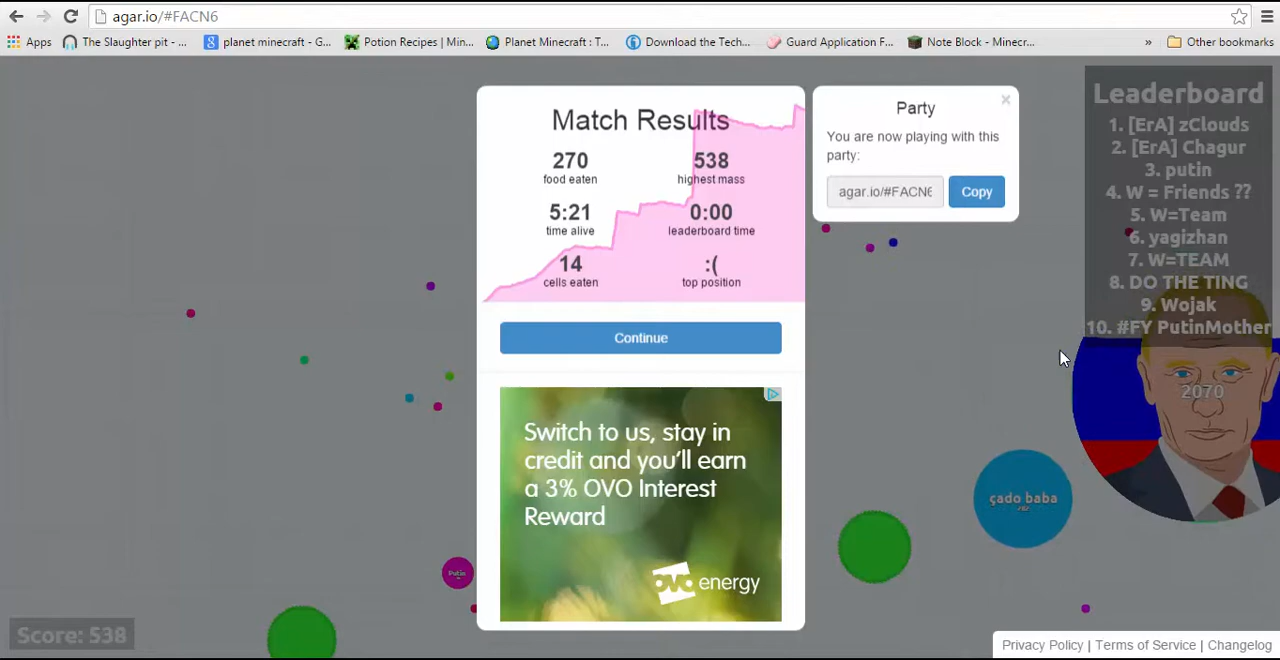 agar.io/#FACN6
Apps
The Slaughter pit - ...
planet minecraft - G...
Potion Recipes | Min...
Planet Minecraft : T...
Download the Tech...
Guard Application F...
Note Block - Minecr...
»
Other bookmarks
Match Results
270
food eaten
538
highest mass
5:21
time alive
0:00
leaderboard time
14
cells eaten
:(
top position
Continue
Switch to us, stay in
credit and you'll earn
a 3% OVO Interest
Reward
ovo energy
Party
×
You are now playing with this
party:
agar.io/#FACN6
Copy
Leaderboard
1. [ErA] zClouds
2. [ErA] Chagur
3. putin
4. W = Friends ??
5. W=Team
6. yagizhan
7. W=TEAM
8. DO THE TING
9. Wojak
10. #FY PutinMother
2070
çado baba
Putin
Score: 538
Privacy Policy | Terms of Service | Changelog